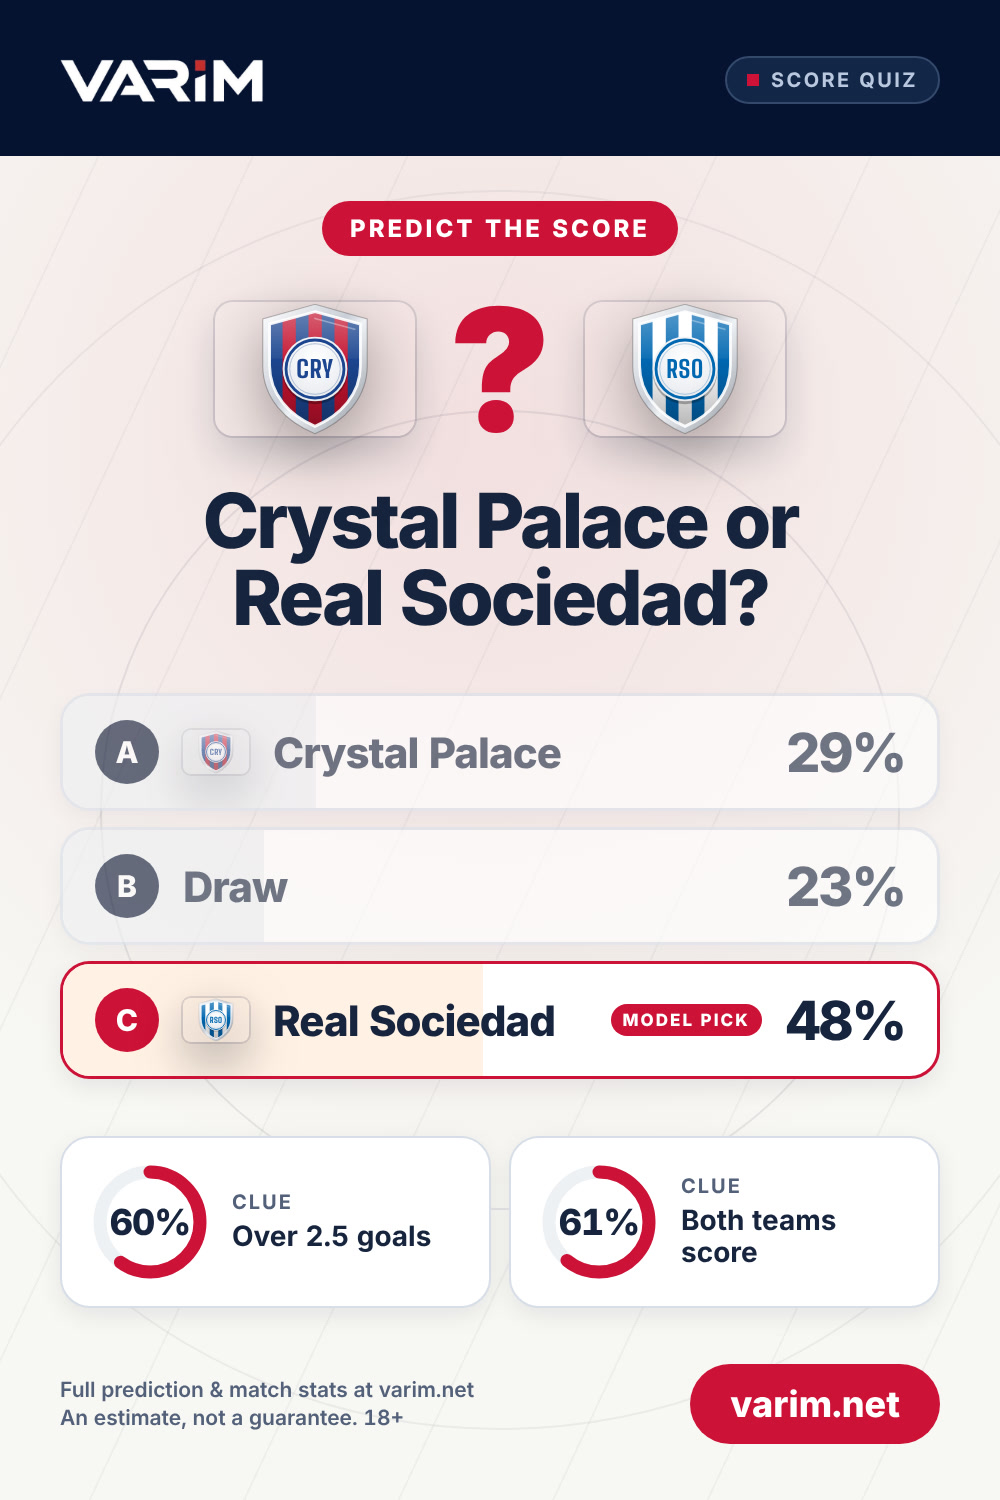 VARiM
SCORE QUIZ
PREDICT THE SCORE
CRY
?
RSO
Crystal Palace or
Real Sociedad?
A
CRY
Crystal Palace
29%
B
Draw
23%
C
RSO
Real Sociedad
MODEL PICK
48%
60%
CLUE
Over 2.5 goals
61%
CLUE
Both teams
score
Full prediction & match stats at varim.net
An estimate, not a guarantee. 18+
varim.net